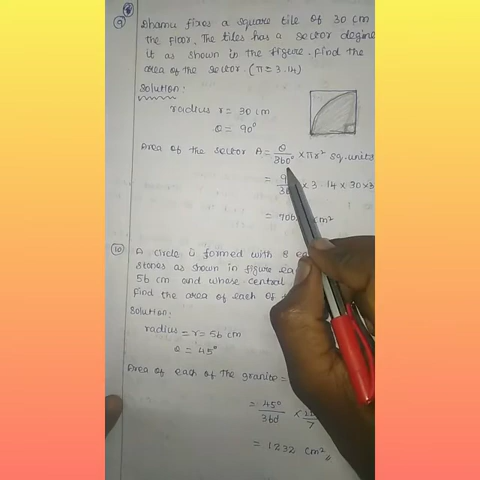 9) Dhamu fixes a square tile of 30 cm
the floor, The tiles has a sector degine
it as shown in the figure. find the
area of the sector. (π = 3.14)
Solution:
radius r = 30 cm
θ = 90°
Area of the sector A = θ/360° × πr² sq.units
× 3.14 × 30 ×
= 706. cm²
10) A circle is formed with 8
stones as shown in figure
56 cm and whose central
Find the area of each of
Solution:
radius = r = 56 cm
θ = 45°
Area of each of the granite =
= 45°/360 ×
= 1232 cm²